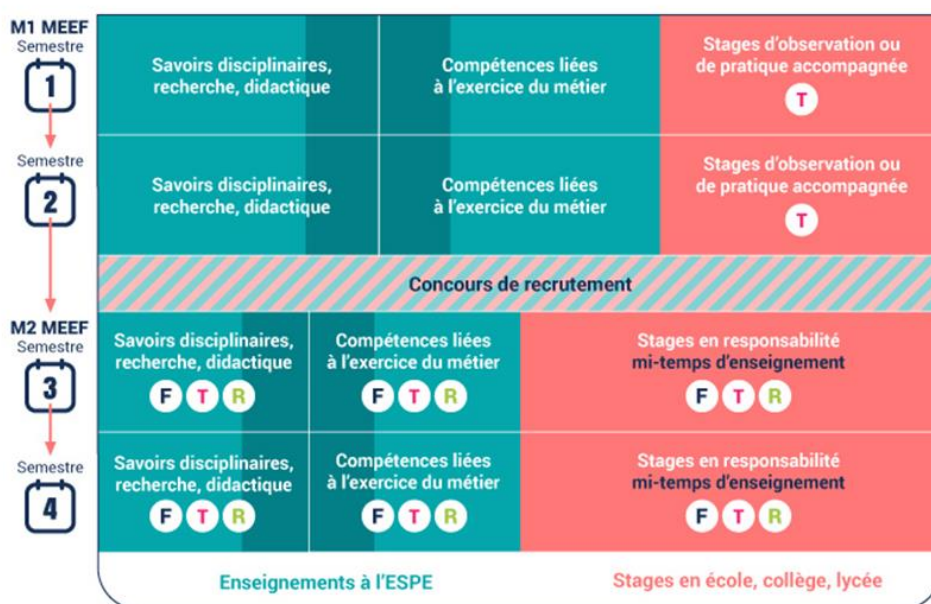 M1 MEEF
Semestre
1
Savoirs disciplinaires,
recherche, didactique
Compétences liées
à l'exercice du métier
Stages d'observation ou
de pratique accompagnée
T
Semestre
2
Savoirs disciplinaires,
recherche, didactique
Compétences liées
à l'exercice du métier
Stages d'observation ou
de pratique accompagnée
T
Concours de recrutement
M2 MEEF
Semestre
3
Savoirs disciplinaires,
recherche, didactique
F T R
Compétences liées
à l'exercice du métier
F T R
Stages en responsabilité
mi-temps d'enseignement
F T R
Semestre
4
Savoirs disciplinaires,
recherche, didactique
F T R
Compétences liées
à l'exercice du métier
F T R
Stages en responsabilité
mi-temps d'enseignement
F T R
Enseignements à l'ESPE
Stages en école, collège, lycée